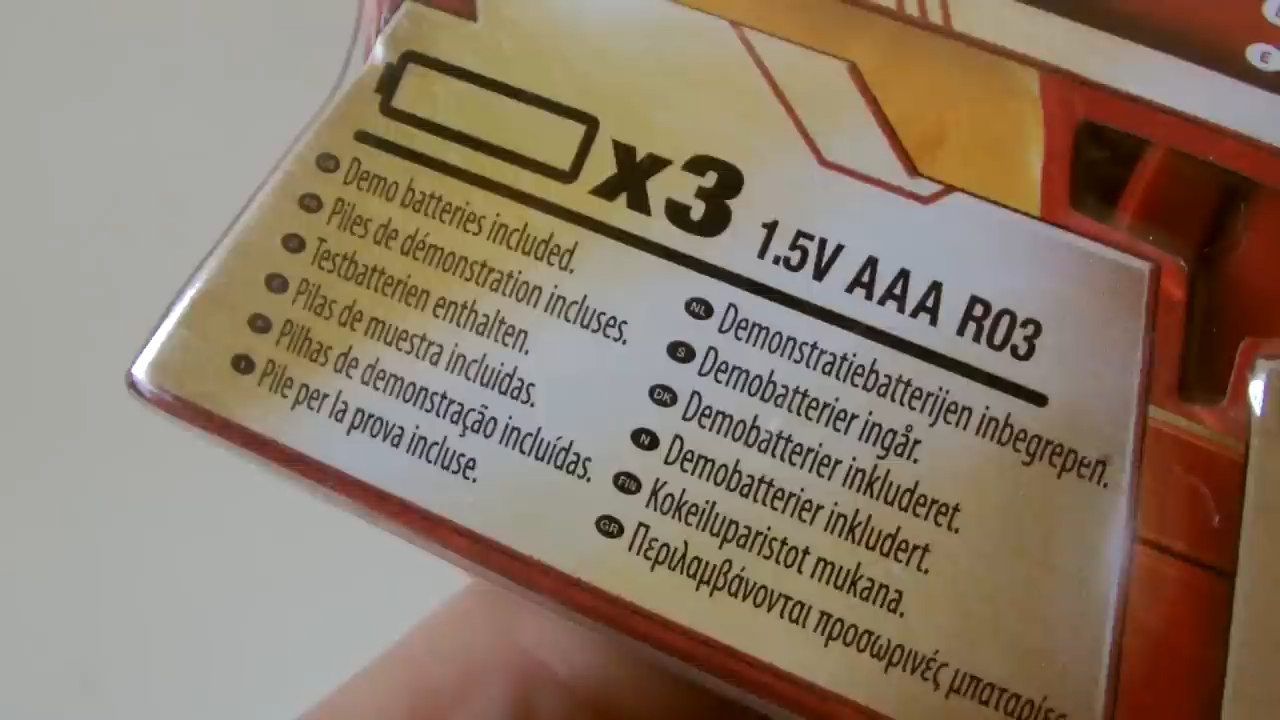 x3 1.5V AAA R03
GB Demo batteries included.
Piles de démonstration incluses.
D Testbatterien enthalten.
E Pilas de muestra incluidas.
P Pilhas de demonstração incluídas.
I Pile per la prova incluse.
NL Demonstratiebatterijen inbegrepen.
S Demobatterier ingår.
DK Demobatterier inkluderet.
N Demobatterier inkludert.
FIN Kokeiluparistot mukana.
GR Περιλαμβάνονται προσωρινές
E